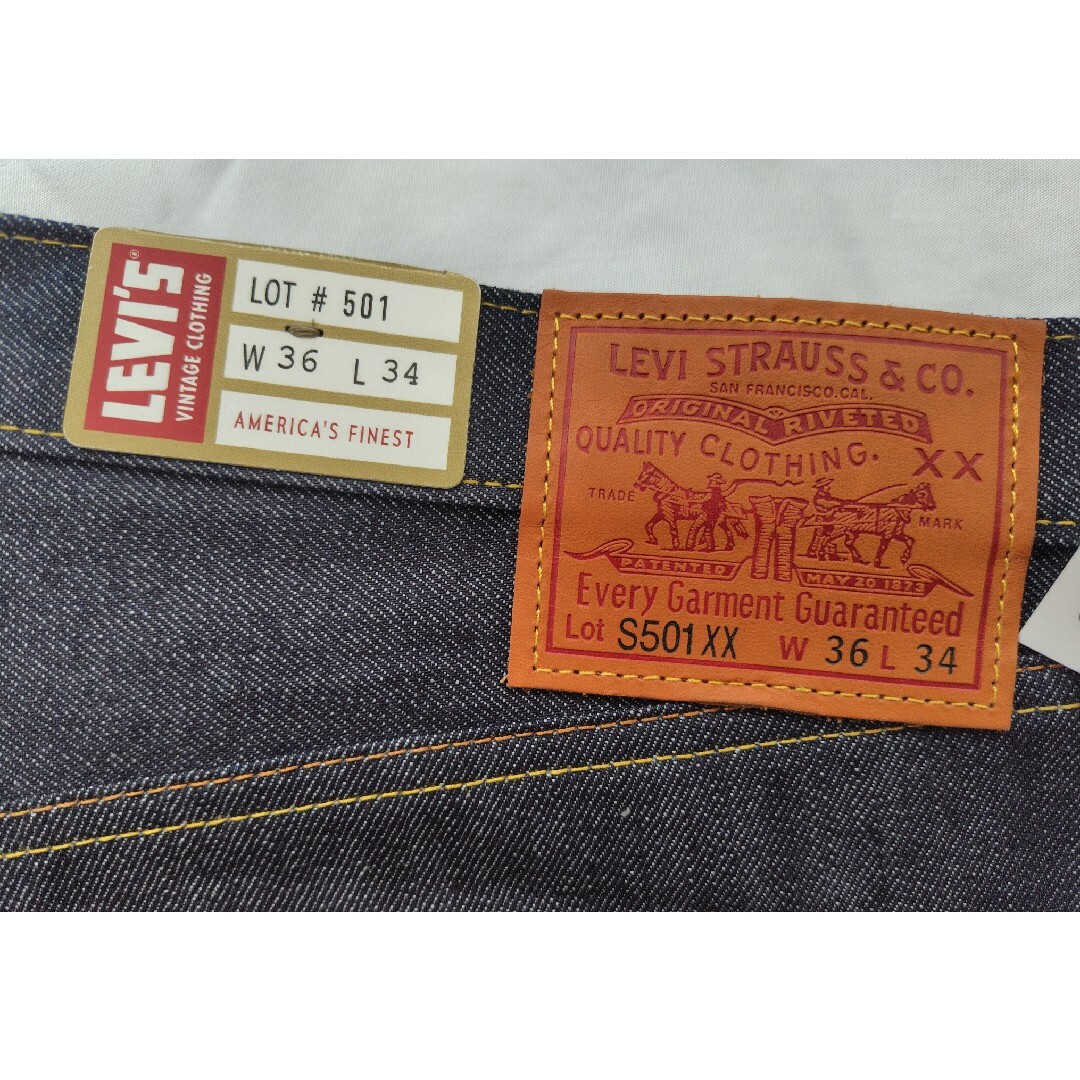 LEVI'S®
VINTAGE CLOTHING
LOT # 501
W 36 L 34
AMERICA'S FINEST
LEVI STRAUSS & CO.
SAN FRANCISCO, CAL.
ORIGINAL RIVETED
QUALITY CLOTHING. XX
TRADE MARK
PATENTED MAY 20 1873
Every Garment Guaranteed
Lot S501XX W 36 L 34